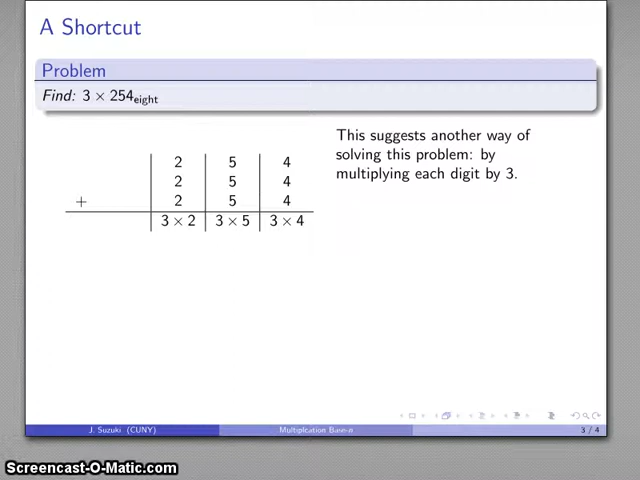 A Shortcut
Problem
Find: 3 × 254eight
This suggests another way of
solving this problem: by
multiplying each digit by 3.
2 5 4
2 5 4
+ 2 5 4
3 × 2 3 × 5 3 × 4
J. Suzuki (CUNY) Multiplication Base-n 3 / 4
Screencast-O-Matic.com